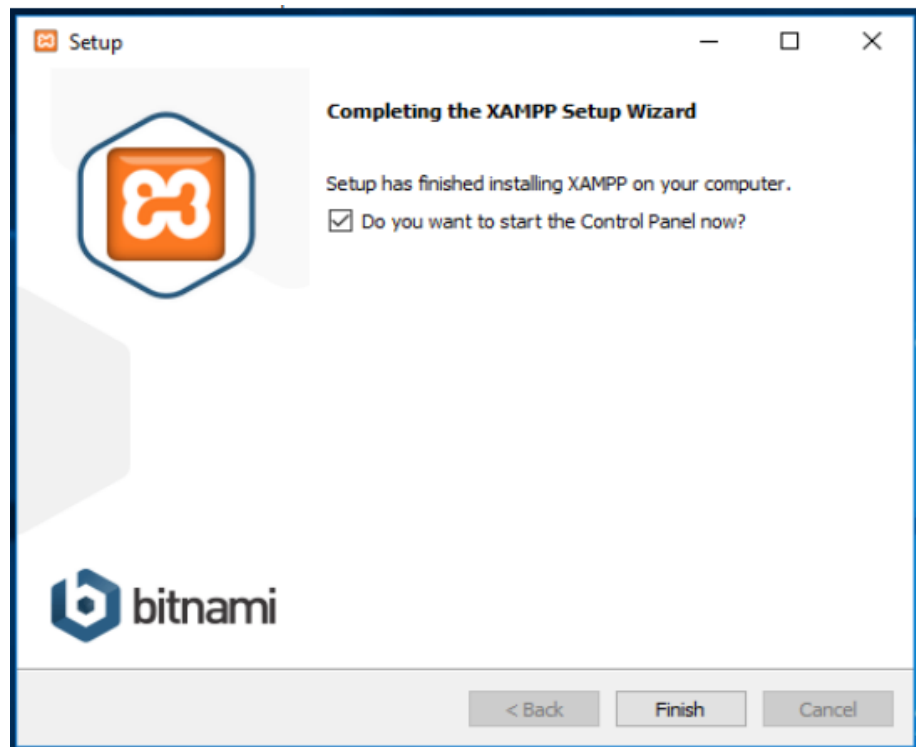 Setup
Completing the XAMPP Setup Wizard
Setup has finished installing XAMPP on your computer.
Do you want to start the Control Panel now?
bitnami
< Back
Finish
Cancel